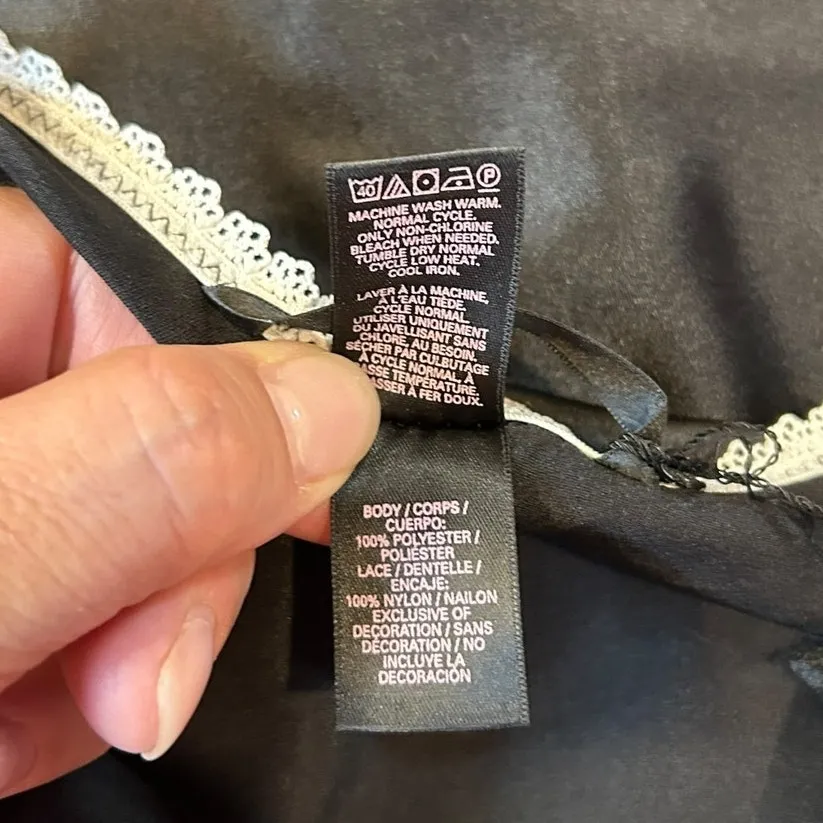 40 P
MACHINE WASH WARM.
NORMAL CYCLE.
ONLY NON-CHLORINE
BLEACH WHEN NEEDED.
TUMBLE DRY NORMAL
CYCLE LOW HEAT.
COOL IRON.
LAVER À LA MACHINE,
À L'EAU TIÈDE
CYCLE NORMAL
UTILISER UNIQUEMENT
DU JAVELLISANT SANS
CHLORE, AU BESOIN.
SÉCHER PAR CULBUTAGE
À CYCLE NORMAL, À
ASSE TEMPÉRATURE.
ASSER À FER DOUX.
BODY / CORPS /
CUERPO:
100% POLYESTER /
POLIÉSTER
LACE / DENTELLE /
ENCAJE:
100% NYLON / NAILON
EXCLUSIVE OF
DECORATION / SANS
DÉCORATION / NO
INCLUYE LA
DECORACIÓN